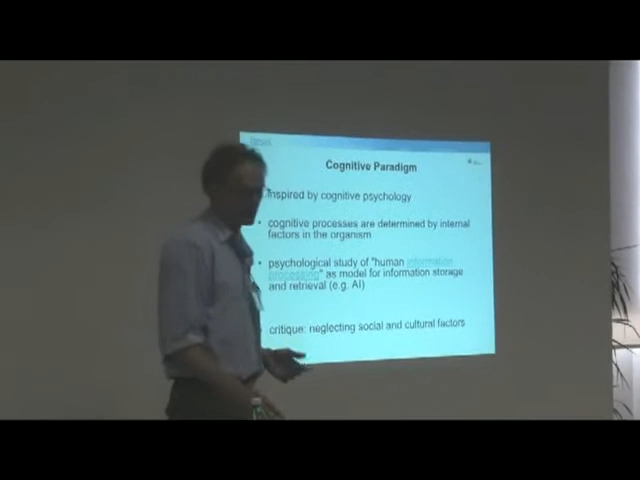 Cognitive Paradigm
inspired by cognitive psychology
• cognitive processes are determined by internal
factors in the organism
• psychological study of "human information
processing" as model for information storage
and retrieval (e.g. AI)
critique: neglecting social and cultural factors